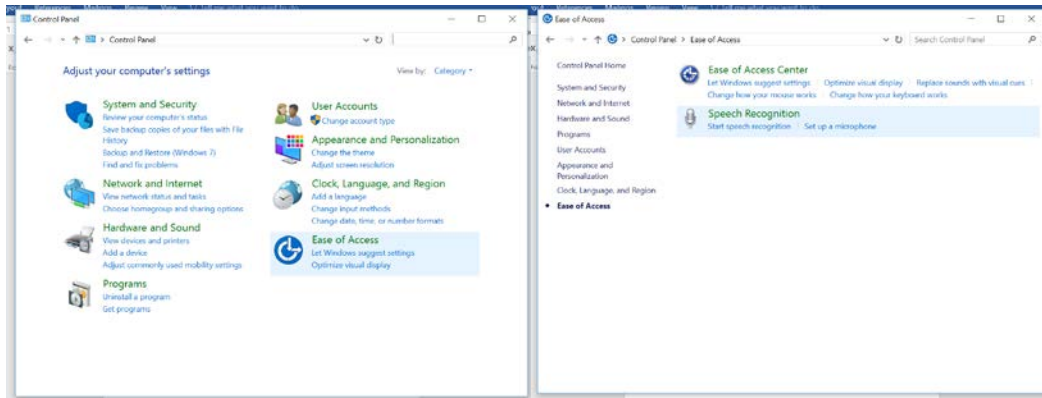 Control Panel
Control Panel
Adjust your computer's settings
View by: Category
System and Security
Review your computer's status
Save backup copies of your files with File
History
Backup and Restore (Windows 7)
Find and fix problems
Network and Internet
View network status and tasks
Choose homegroup and sharing options
Hardware and Sound
View devices and printers
Add a device
Adjust commonly used mobility settings
Programs
Uninstall a program
Get programs
User Accounts
Change account type
Appearance and Personalization
Change the theme
Adjust screen resolution
Clock, Language, and Region
Add a language
Change input methods
Change date, time, or number formats
Ease of Access
Let Windows suggest settings
Optimize visual display
Ease of Access
Control Panel > Ease of Access
Search Control Panel
Control Panel Home
System and Security
Network and Internet
Hardware and Sound
Programs
User Accounts
Appearance and
Personalization
Clock, Language, and Region
Ease of Access
Ease of Access Center
Let Windows suggest settings Optimize visual display Replace sounds with visual cues
Change how your mouse works Change how your keyboard works
Speech Recognition
Start speech recognition Set up a microphone